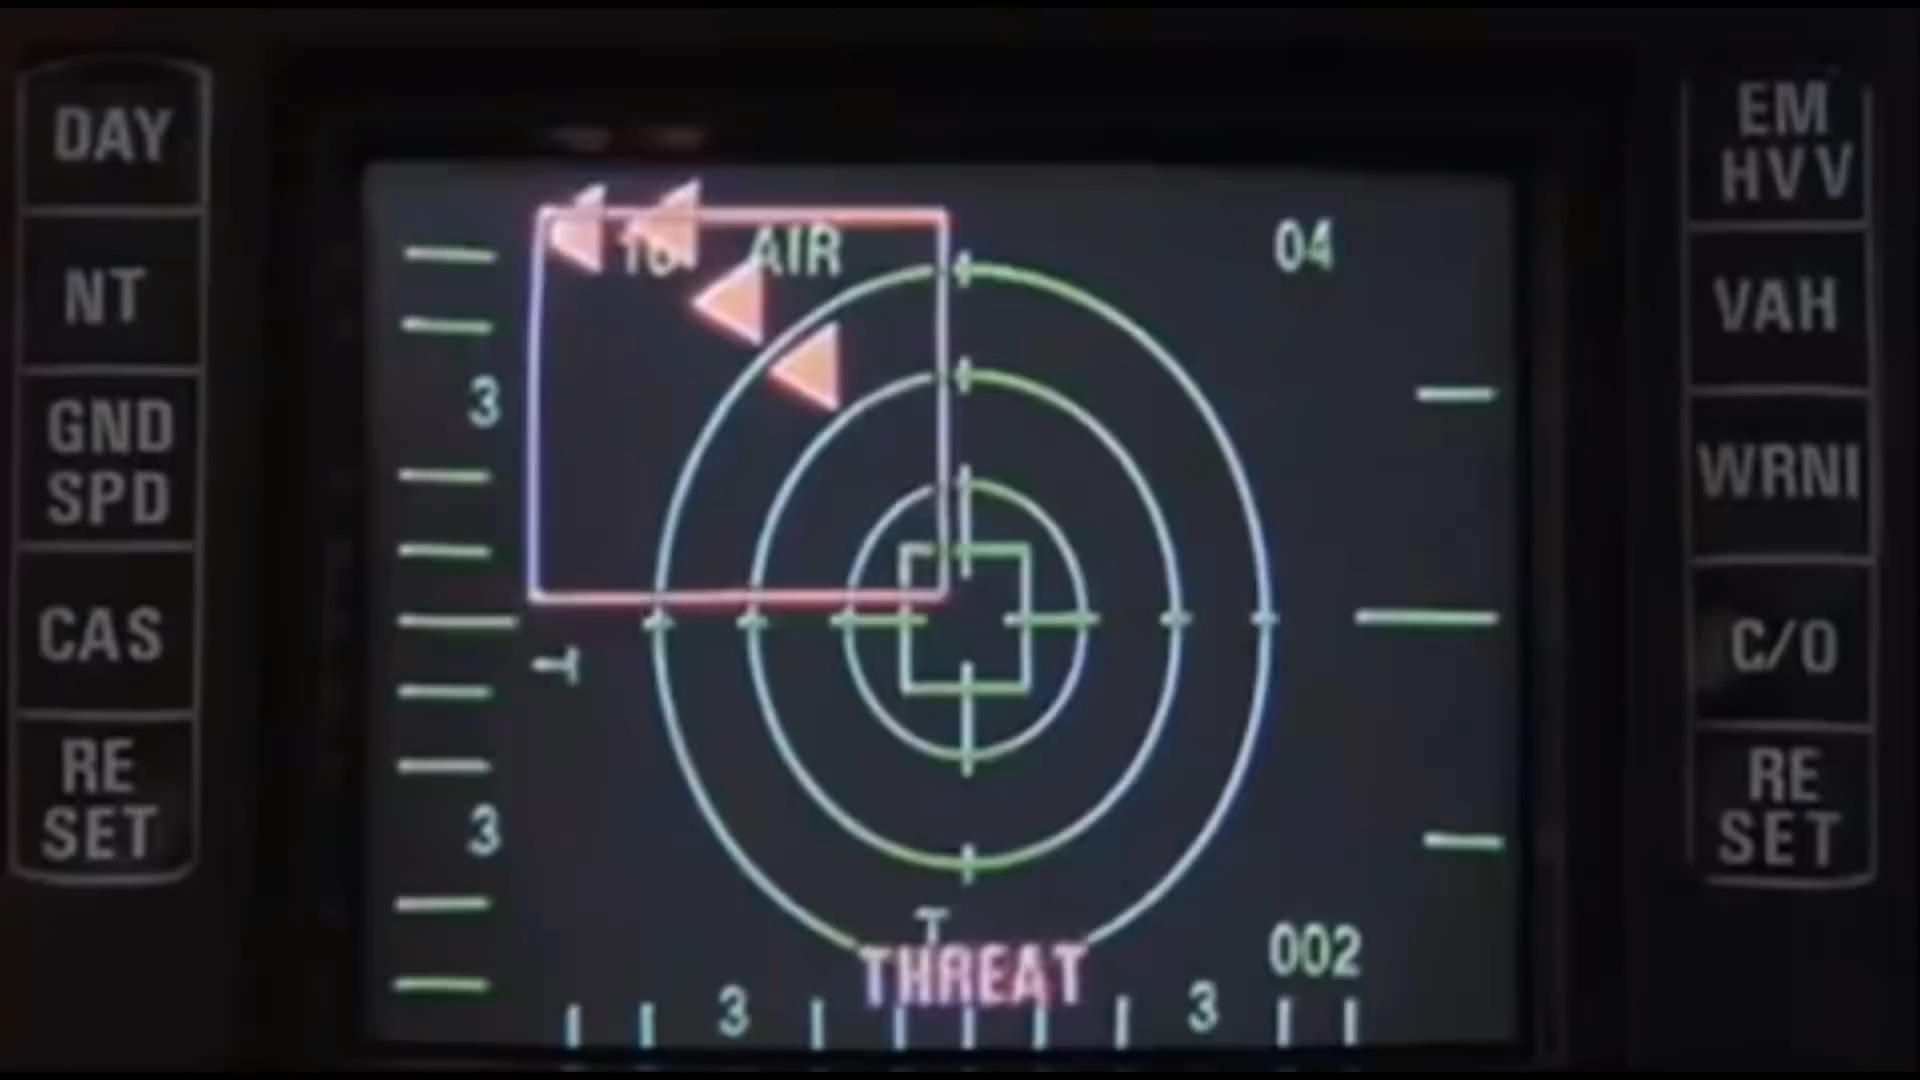 DAY
NT
GND
SPD
CAS
RE
SET
AIR
04
3
3
T
T
THREAT
002
3
3
EM
HVV
VAH
WRNI
C/O
RE
SET